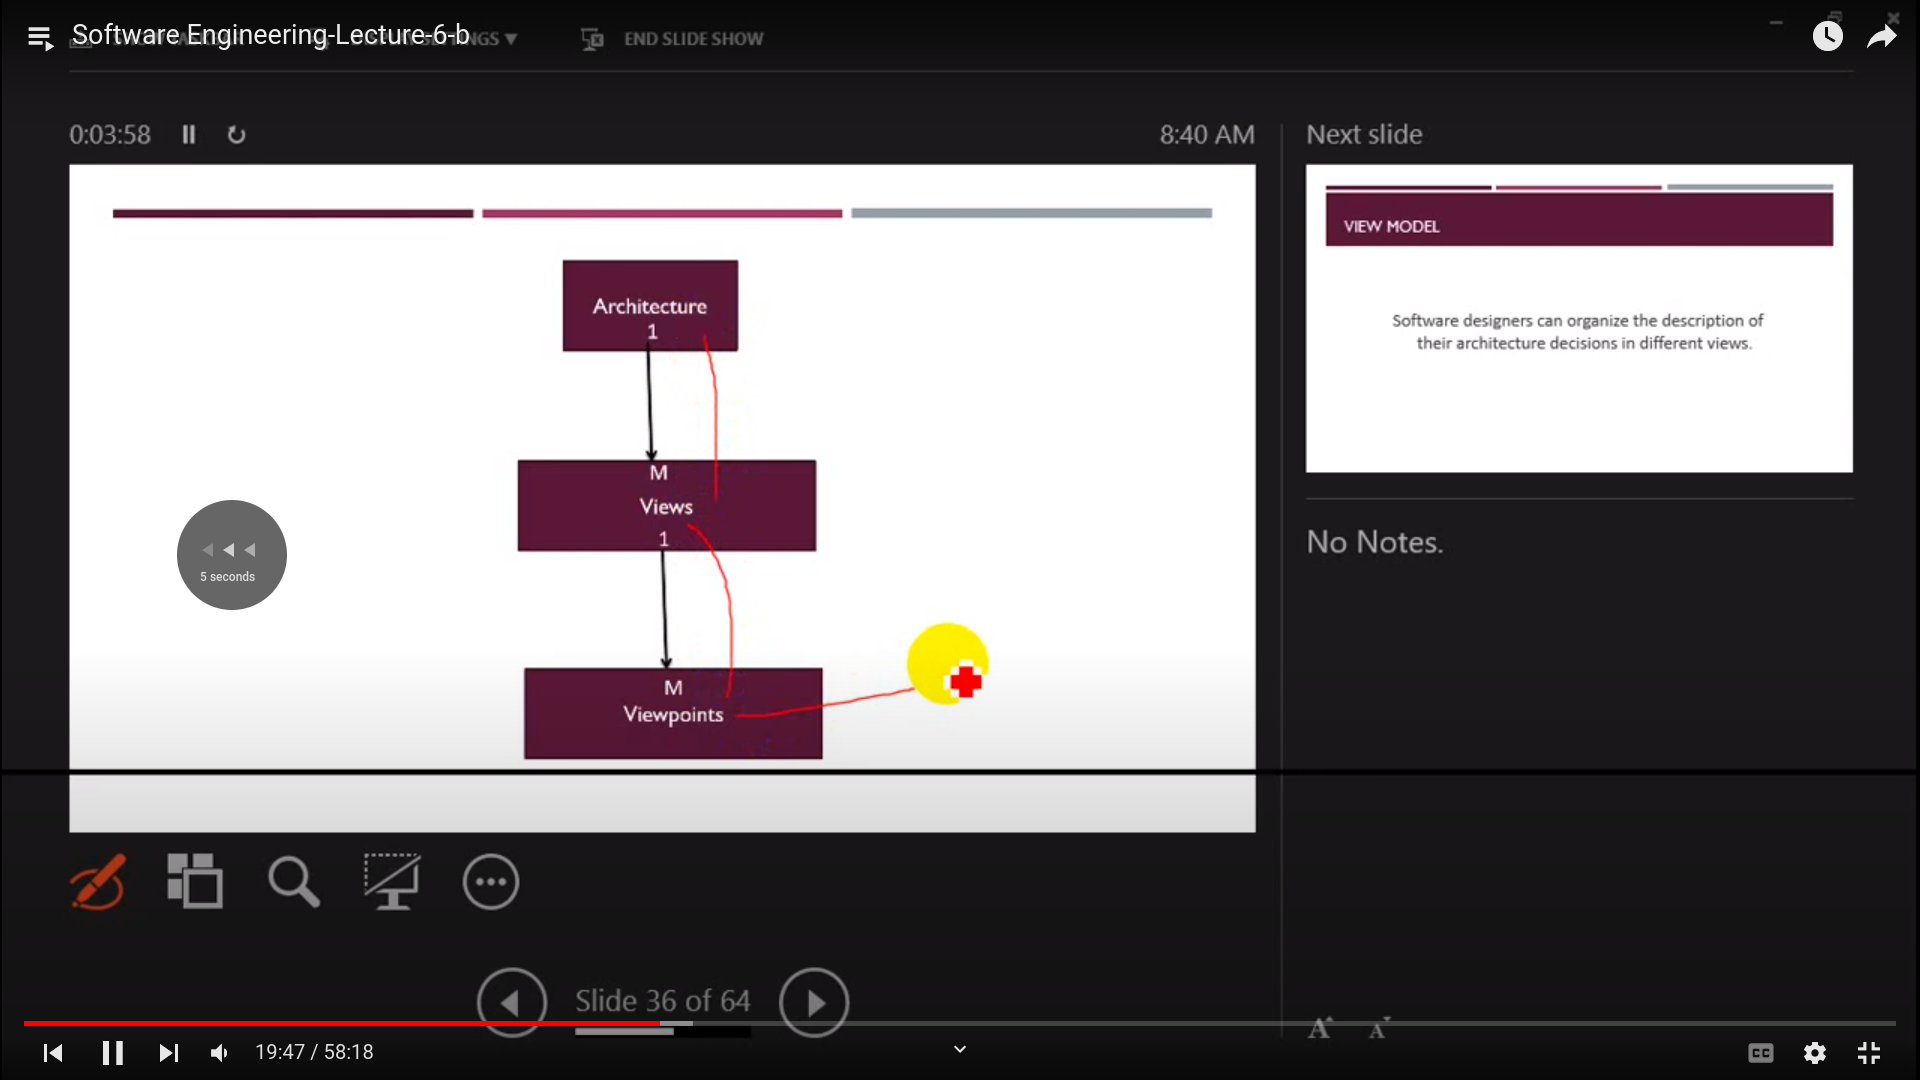 Software Engineering-Lecture-6-b
END SLIDE SHOW
0:03:58
8:40 AM
Next slide
Architecture
1
M
Views
1
M
Viewpoints
VIEW MODEL
Software designers can organize the description of
their architecture decisions in different views.
5 seconds
No Notes.
Slide 36 of 64
A A
19:47 / 58:18
CC